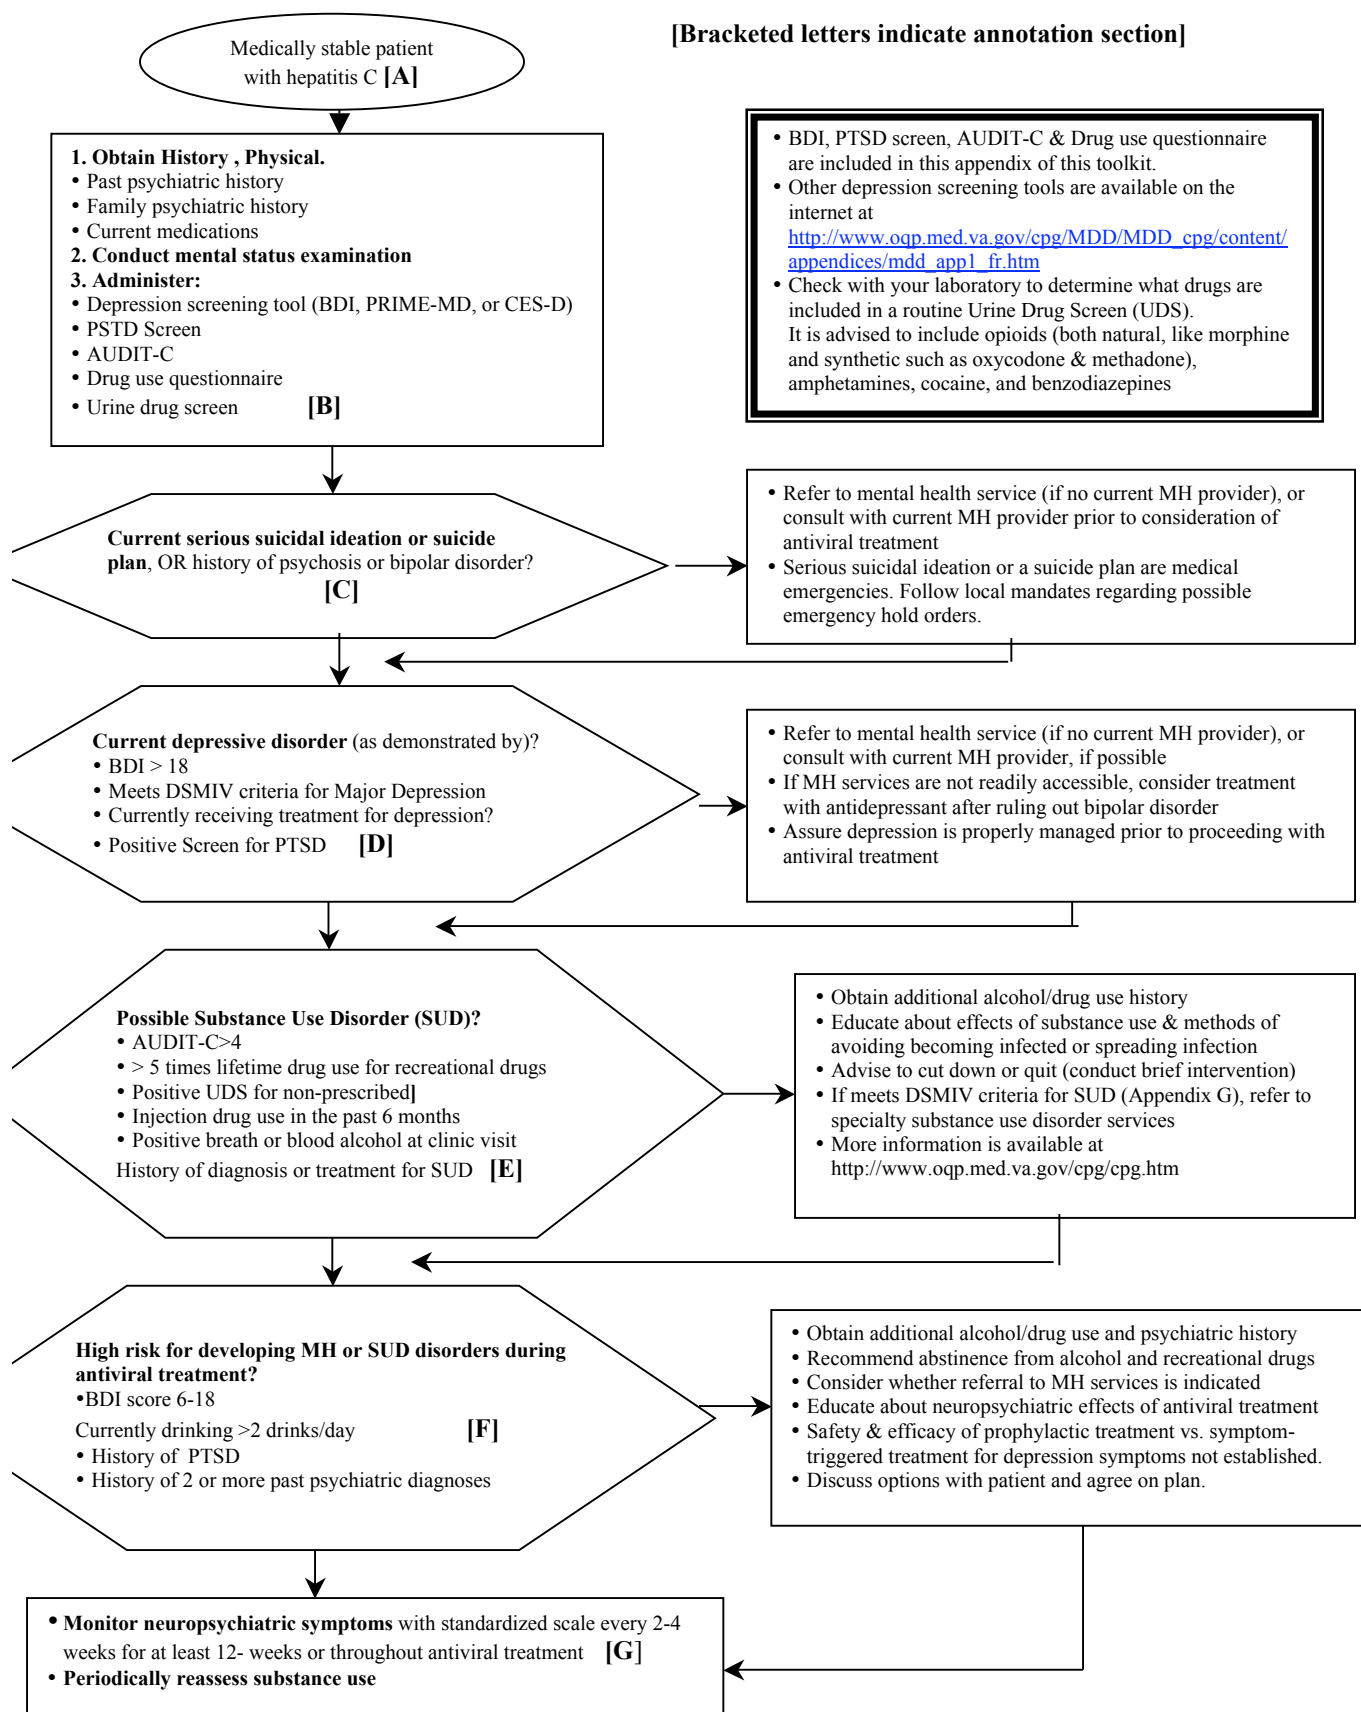 Medically stable patient
with hepatitis C [A]
[Bracketed letters indicate annotation section]
1. Obtain History , Physical.
• Past psychiatric history
• Family psychiatric history
• Current medications
2. Conduct mental status examination
3. Administer:
• Depression screening tool (BDI, PRIME-MD, or CES-D)
• PSTD Screen
• AUDIT-C
• Drug use questionnaire
• Urine drug screen [B]
• BDI, PTSD screen, AUDIT-C & Drug use questionnaire
are included in this appendix of this toolkit.
• Other depression screening tools are available on the
internet at
http://www.oqp.med.va.gov/cpg/MDD/MDD_cpg/content/
appendices/mdd_app1_fr.htm
• Check with your laboratory to determine what drugs are
included in a routine Urine Drug Screen (UDS).
It is advised to include opioids (both natural, like morphine
and synthetic such as oxycodone & methadone),
amphetamines, cocaine, and benzodiazepines
Current serious suicidal ideation or suicide
plan, OR history of psychosis or bipolar disorder?
[C]
• Refer to mental health service (if no current MH provider), or
consult with current MH provider prior to consideration of
antiviral treatment
• Serious suicidal ideation or a suicide plan are medical
emergencies. Follow local mandates regarding possible
emergency hold orders.
Current depressive disorder (as demonstrated by)?
• BDI > 18
• Meets DSMIV criteria for Major Depression
• Currently receiving treatment for depression?
• Positive Screen for PTSD [D]
• Refer to mental health service (if no current MH provider), or
consult with current MH provider, if possible
• If MH services are not readily accessible, consider treatment
with antidepressant after ruling out bipolar disorder
• Assure depression is properly managed prior to proceeding with
antiviral treatment
Possible Substance Use Disorder (SUD)?
• AUDIT-C>4
• > 5 times lifetime drug use for recreational drugs
• Positive UDS for non-prescribed]
• Injection drug use in the past 6 months
• Positive breath or blood alcohol at clinic visit
History of diagnosis or treatment for SUD [E]
• Obtain additional alcohol/drug use history
• Educate about effects of substance use & methods of
avoiding becoming infected or spreading infection
• Advise to cut down or quit (conduct brief intervention)
• If meets DSMIV criteria for SUD (Appendix G), refer to
specialty substance use disorder services
• More information is available at
http://www.oqp.med.va.gov/cpg/cpg.htm
High risk for developing MH or SUD disorders during
antiviral treatment?
•BDI score 6-18
Currently drinking >2 drinks/day [F]
• History of PTSD
• History of 2 or more past psychiatric diagnoses
• Obtain additional alcohol/drug use and psychiatric history
• Recommend abstinence from alcohol and recreational drugs
• Consider whether referral to MH services is indicated
• Educate about neuropsychiatric effects of antiviral treatment
• Safety & efficacy of prophylactic treatment vs. symptom-
triggered treatment for depression symptoms not established.
• Discuss options with patient and agree on plan.
• Monitor neuropsychiatric symptoms with standardized scale every 2-4
weeks for at least 12- weeks or throughout antiviral treatment [G]
• Periodically reassess substance use